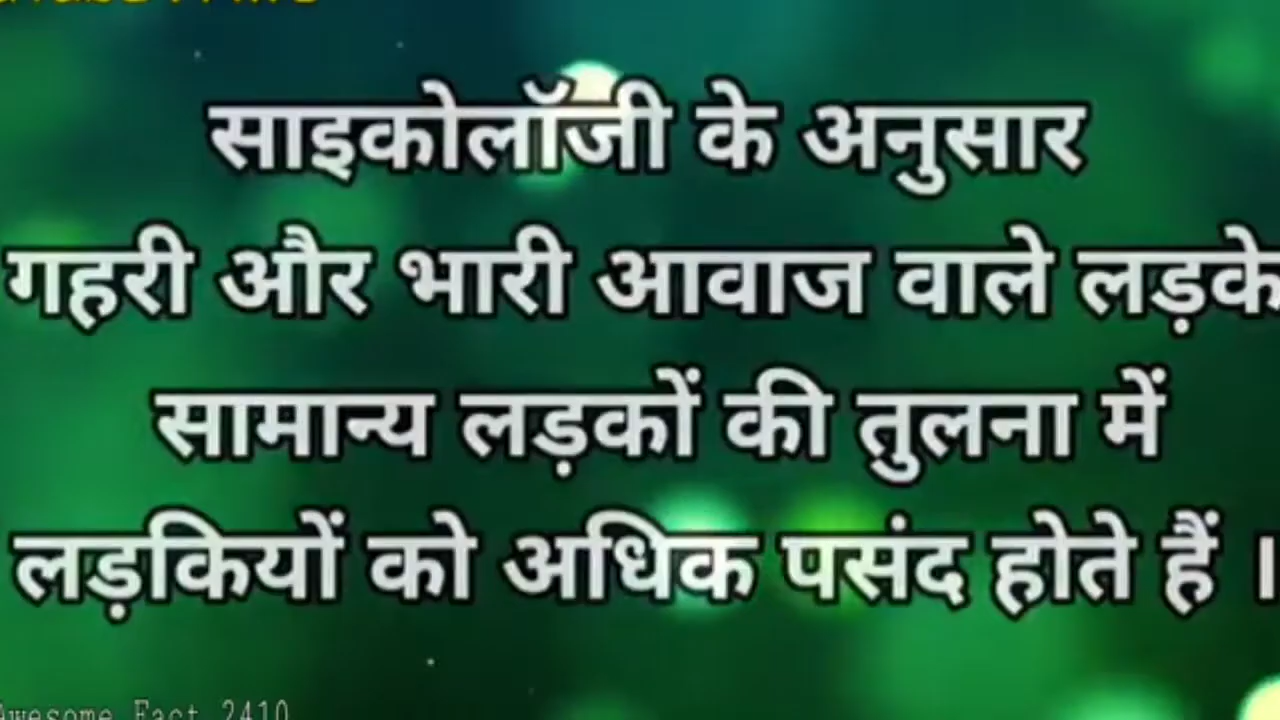 साइकोलॉजी के अनुसार
गहरी और भारी आवाज वाले लड़के
सामान्य लड़कों की तुलना में
लड़कियों को अधिक पसंद होते हैं ।
Awesome Fact 2410